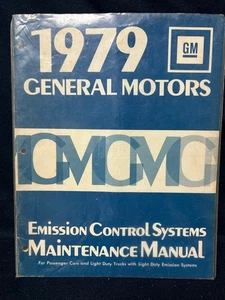 1979
GM
GENERAL MOTORS
GMGMG
Emission Control Systems
Maintenance Manual
For Passenger Cars and Light Duty Trucks with Light Duty Emission Systems